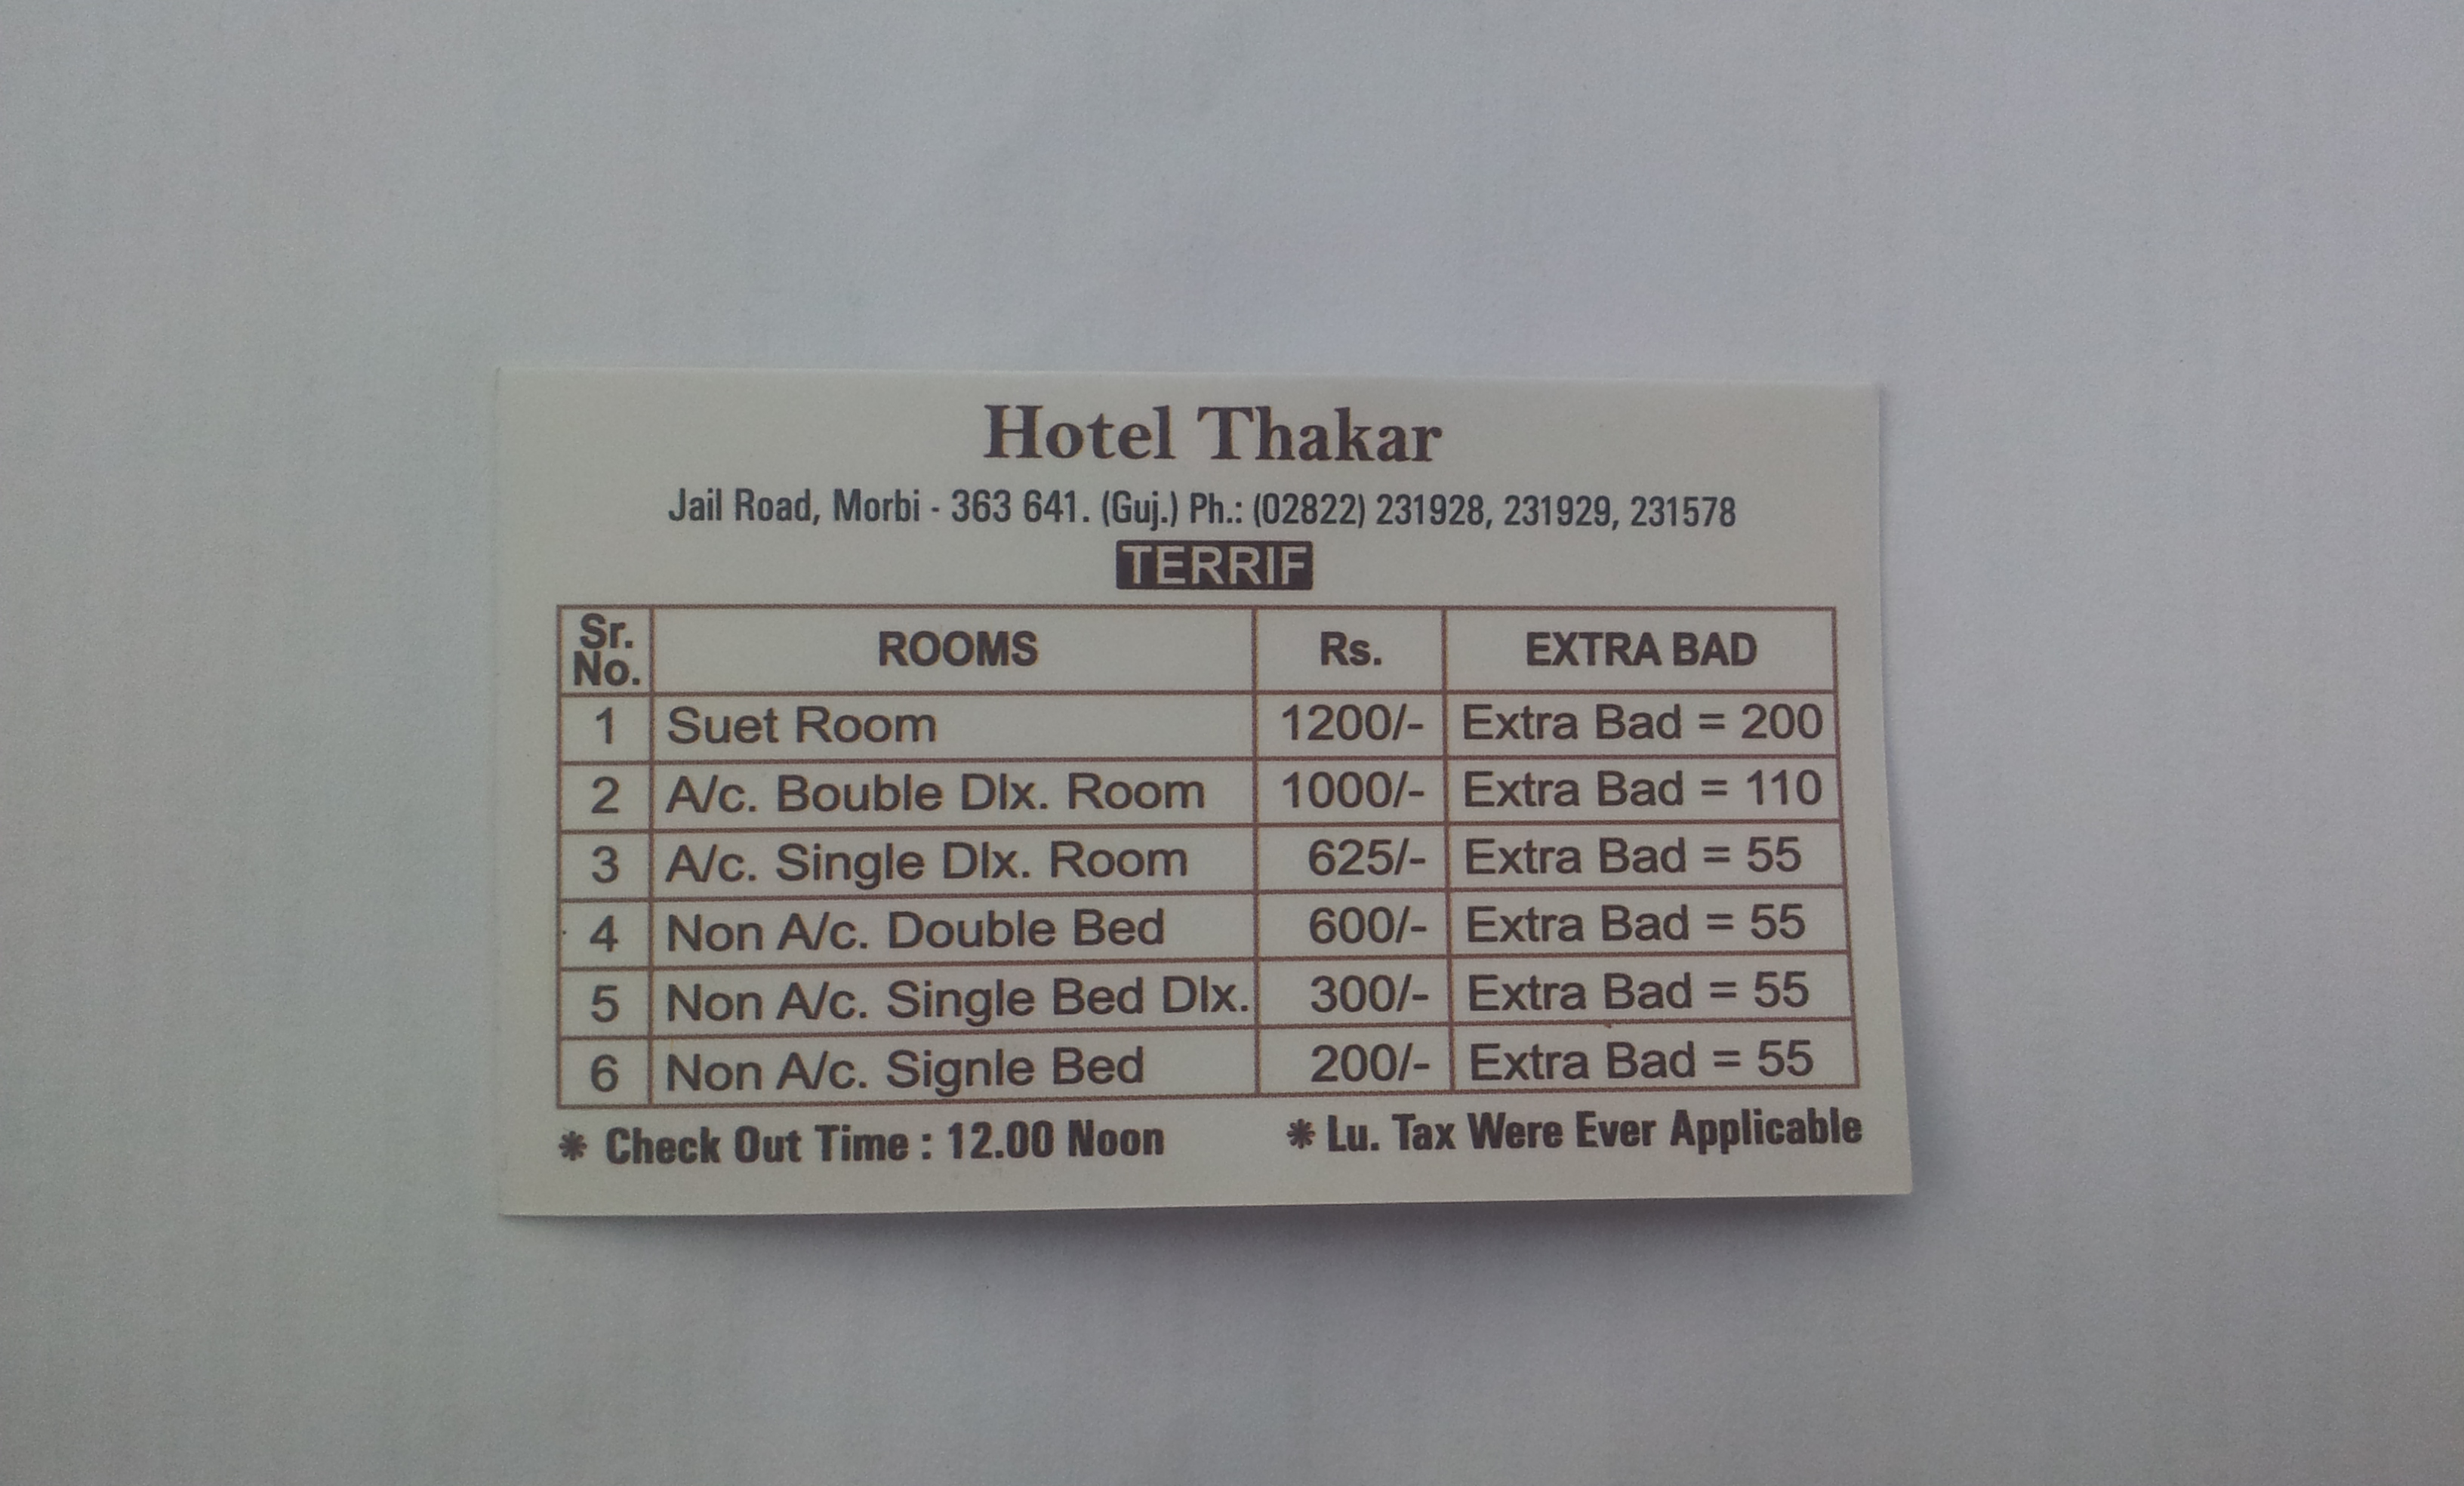 Hotel Thakar
Jail Road, Morbi - 363 641. (Guj.) Ph.: (02822) 231928, 231929, 231578
TERRIF
Sr. No. ROOMS Rs. EXTRA BAD
1 Suet Room 1200/- Extra Bad = 200
2 A/c. Bouble Dlx. Room 1000/- Extra Bad = 110
3 A/c. Single Dlx. Room 625/- Extra Bad = 55
4 Non A/c. Double Bed 600/- Extra Bad = 55
5 Non A/c. Single Bed Dlx. 300/- Extra Bad = 55
6 Non A/c. Signle Bed 200/- Extra Bad = 55
* Check Out Time : 12.00 Noon * Lu. Tax Were Ever Applicable